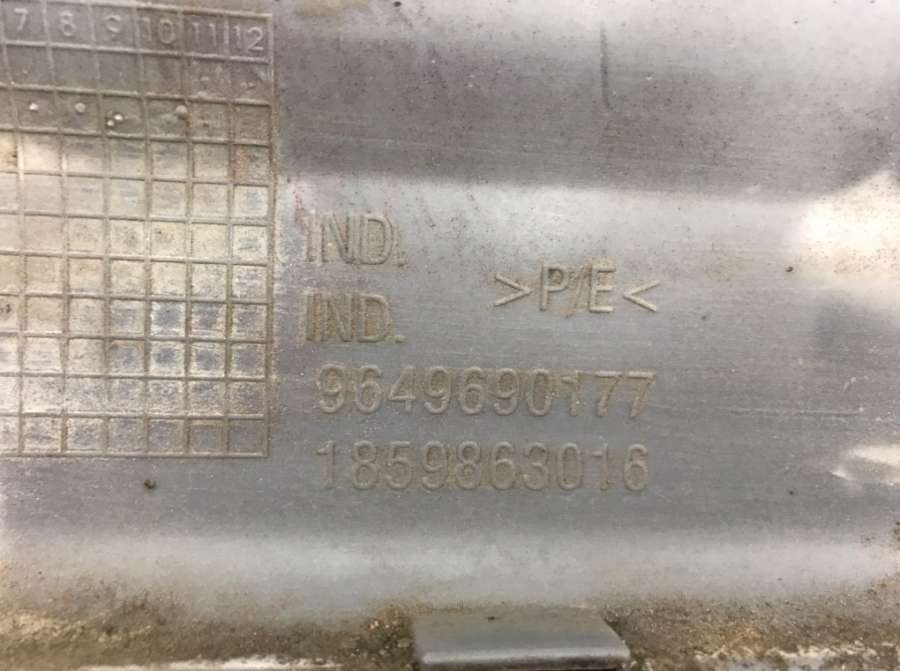 7 8 9 10 11 12
IND.
>P/E<
IND.
9649690177
1859863016